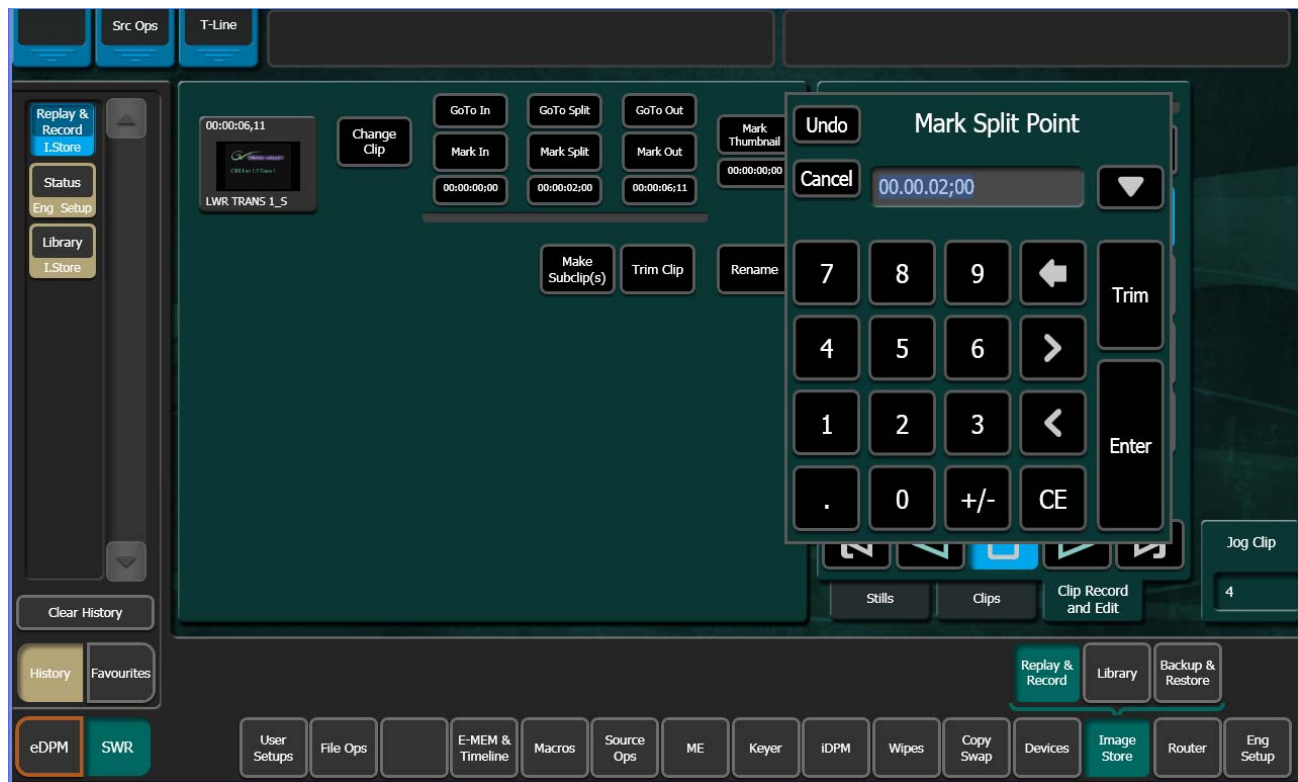 Src Ops
T-Line
Replay &
Record
I.Store
Status
Eng Setup
Library
I.Store
Clear History
History
Favourites
00:00:06,11
LWR TRANS 1_S
Change
Clip
GoTo In
GoTo Split
GoTo Out
Mark In
Mark Split
Mark Out
Mark
Thumbnail
00:00:00;00
00:00:02;00
00:00:06;11
00:00:00;00
Make
Subclip(s)
Trim Clip
Rename
Undo
Mark Split Point
Cancel
00.00.02;00
7
8
9
Trim
4
5
6
>
1
2
3
<
Enter
.
0
+/-
CE
Stills
Clips
Clip Record
and Edit
Jog Clip
4
Replay &
Record
Library
Backup &
Restore
eDPM
SWR
User
Setups
File Ops
E-MEM &
Timeline
Macros
Source
Ops
ME
Keyer
iDPM
Wipes
Copy
Swap
Devices
Image
Store
Router
Eng
Setup